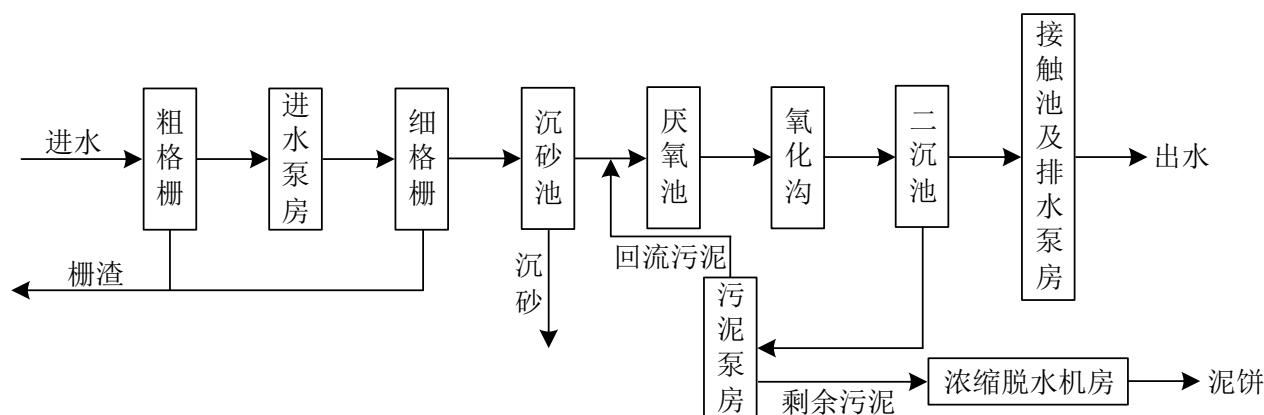 进水
粗格栅
进水泵房
细格栅
沉砂池
厌氧池
氧化沟
二沉池
接触池及排水泵房
出水
栅渣
沉砂
回流污泥
污泥泵房
剩余污泥
浓缩脱水机房
泥饼